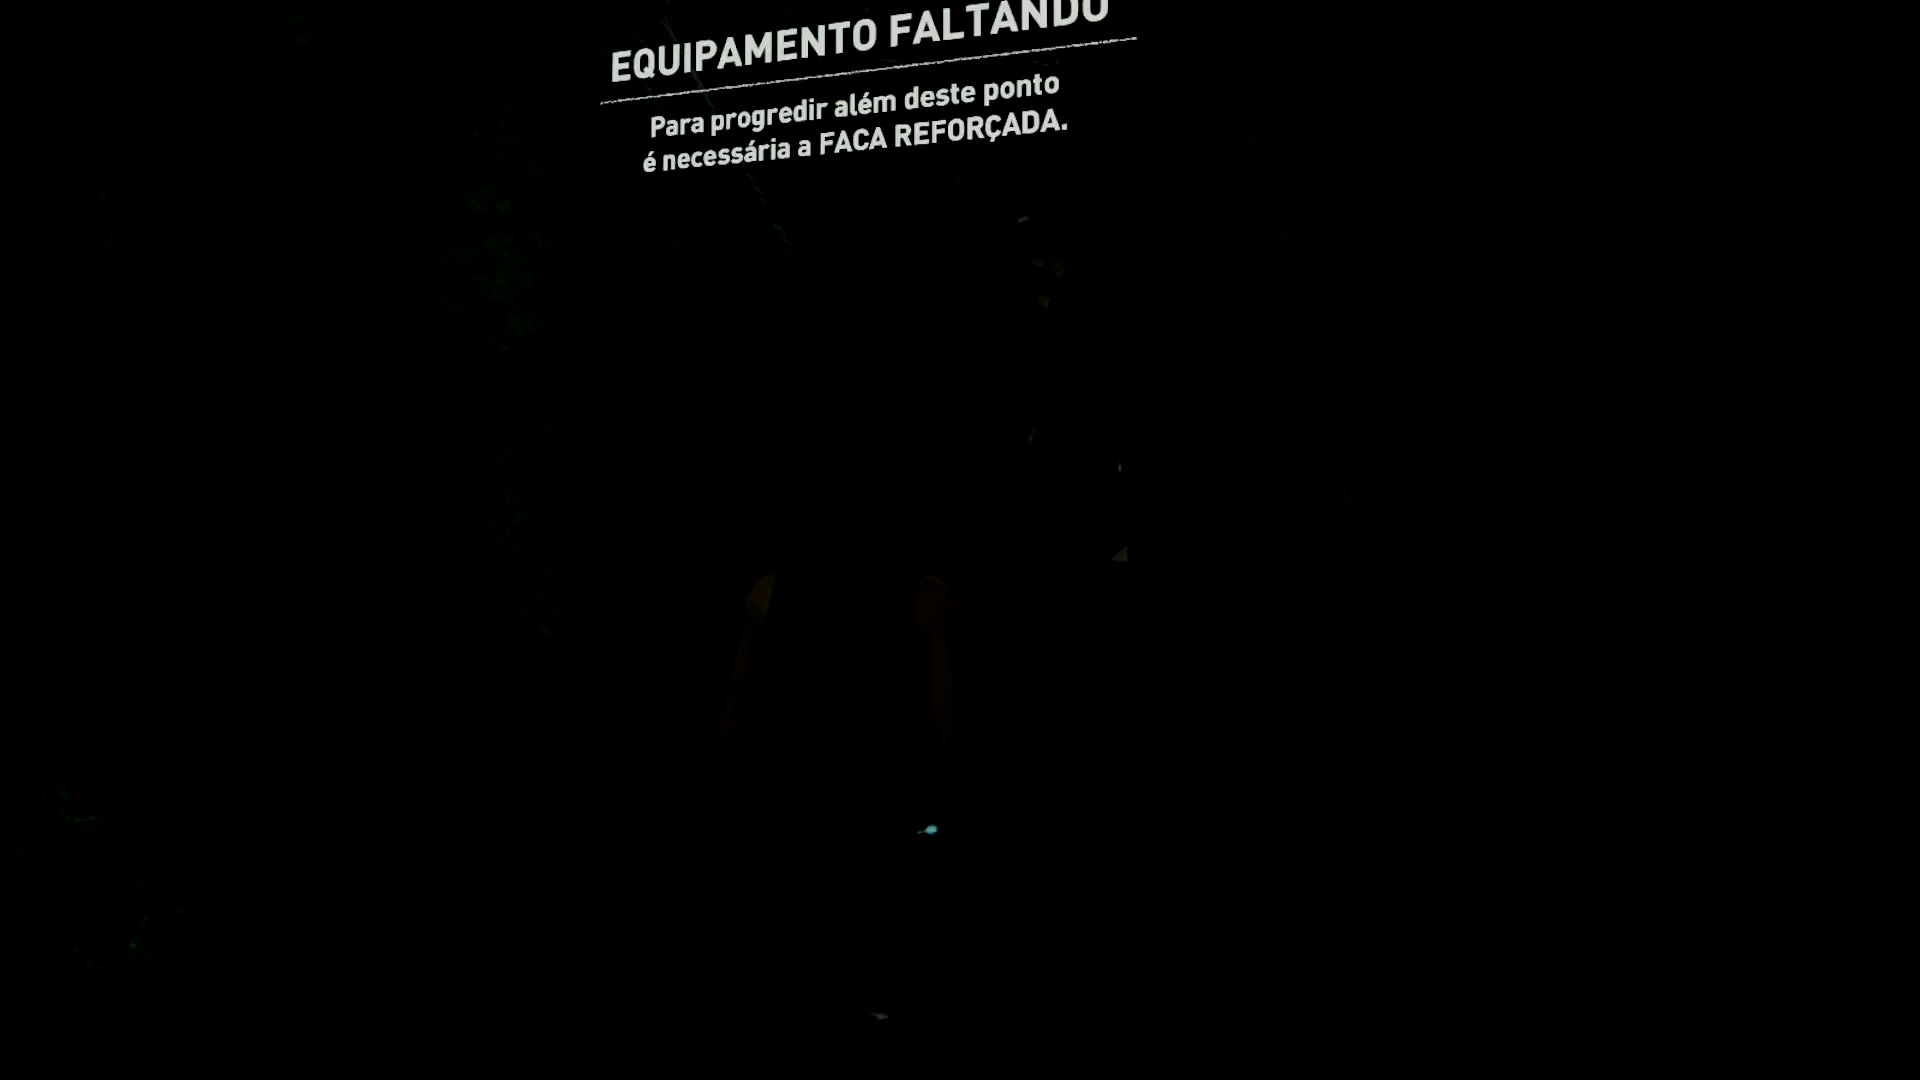 EQUIPAMENTO FALTANDO
Para progredir além deste ponto
é necessária a FACA REFORÇADA.